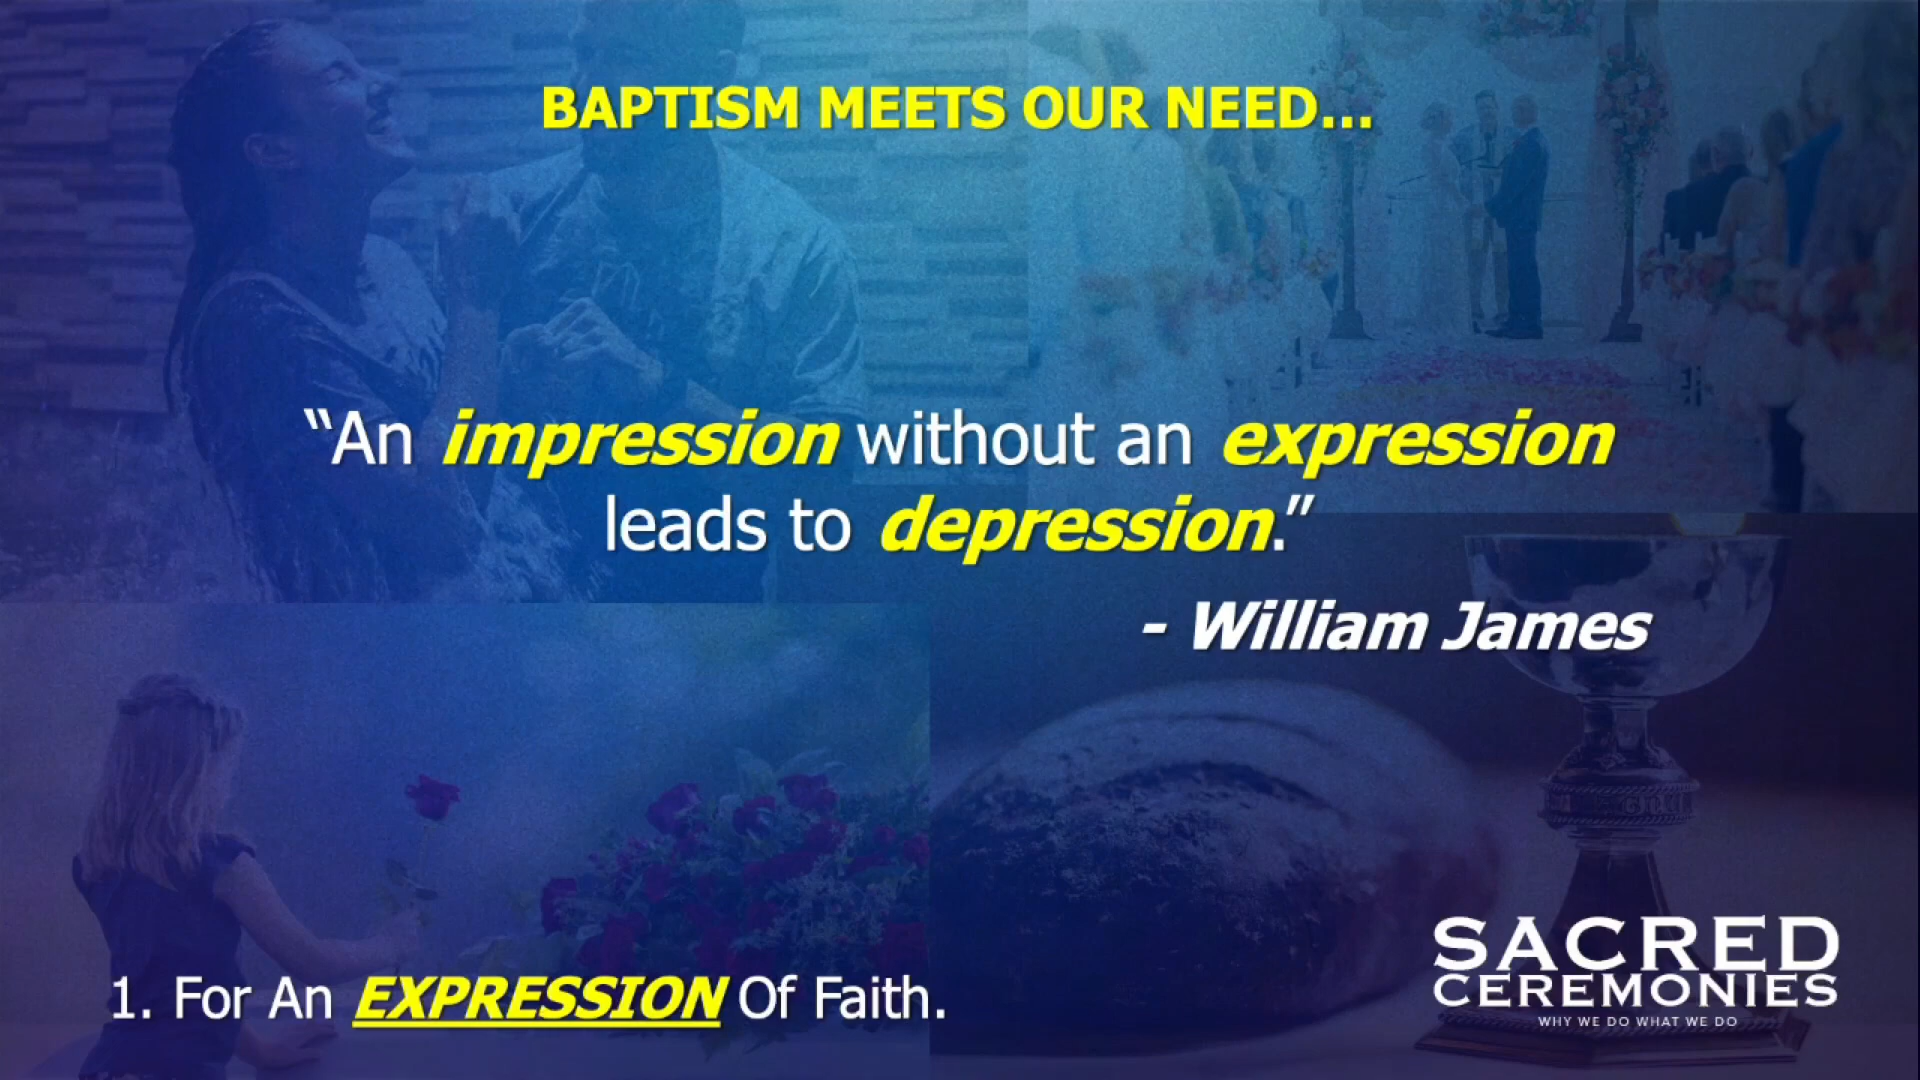 BAPTISM MEETS OUR NEED...
“An impression without an expression
leads to depression.”
- William James
1. For An EXPRESSION Of Faith.
SACRED
CEREMONIES
WHY WE DO WHAT WE DO